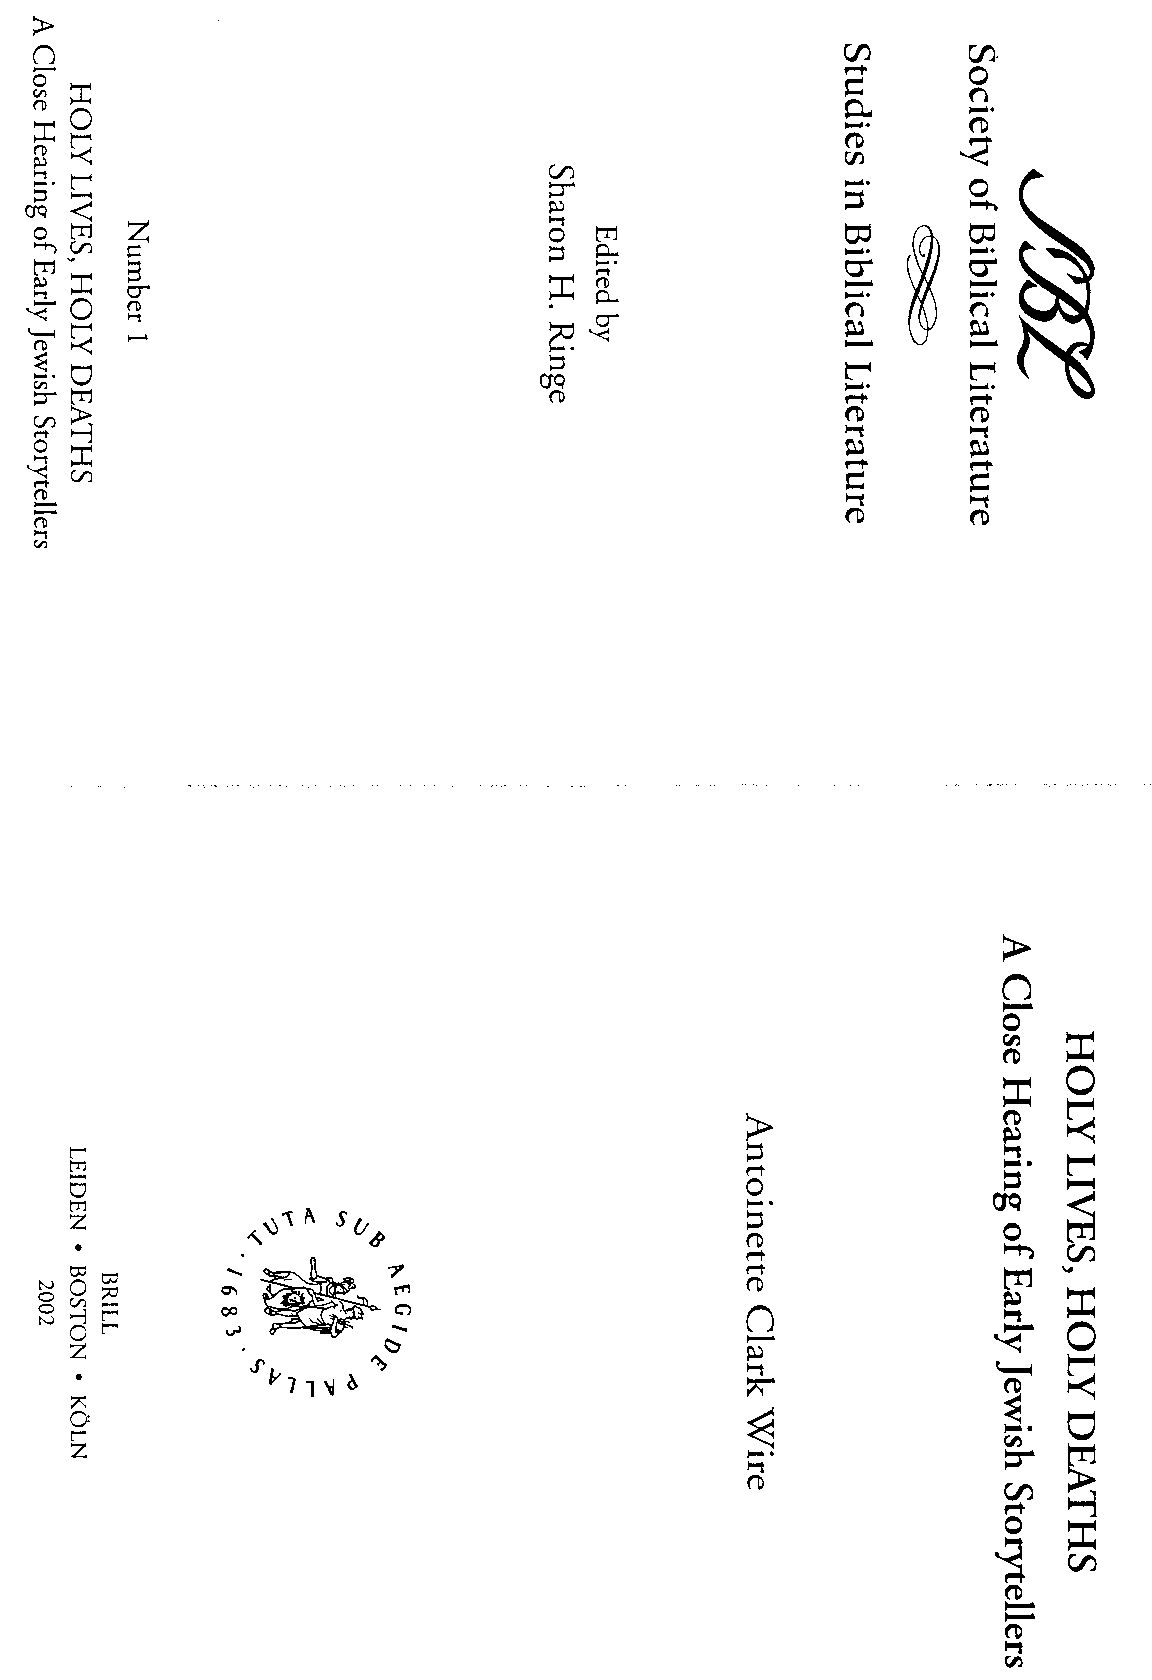 SBL
Society of Biblical Literature
Studies in Biblical Literature
Edited by
Sharon H. Ringe
Number 1
HOLY LIVES, HOLY DEATHS
A Close Hearing of Early Jewish Storytellers
HOLY LIVES, HOLY DEATHS
A Close Hearing of Early Jewish Storytellers
Antoinette Clark Wire
TUTA SUB AEGIDE PALLAS · 1683 ·
BRILL
LEIDEN • BOSTON • KÖLN
2002